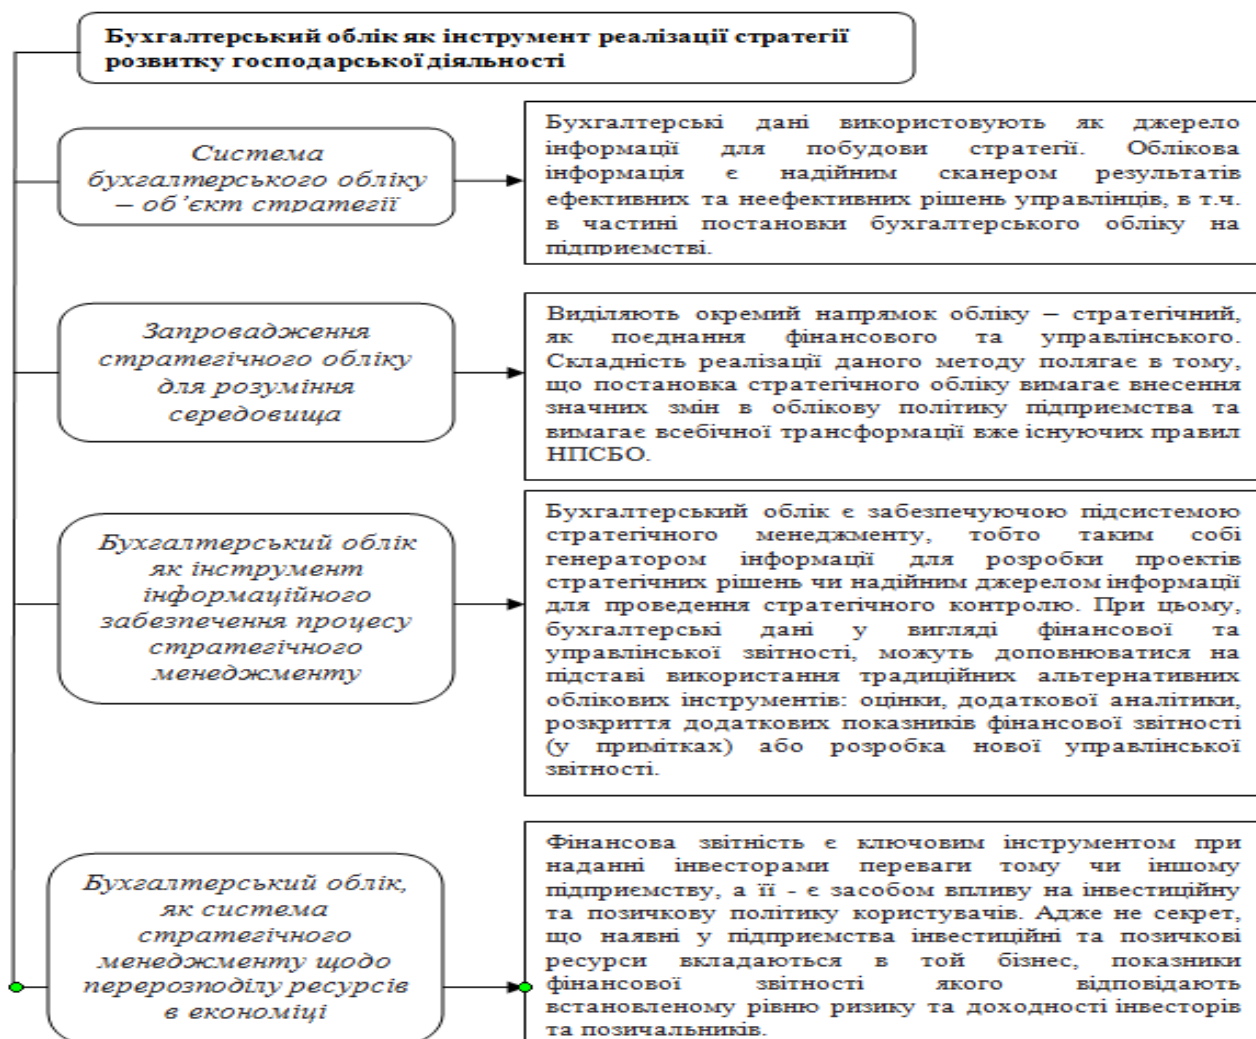 Бухгалтерський облік як інструмент реалізації стратегії
розвитку господарської діяльності
Система
бухгалтерського обліку
– об’єкт стратегії
Бухгалтерські дані використовують як джерело
інформації для побудови стратегії. Облікова
інформація є надійним сканером результатів
ефективних та неефективних рішень управлінців, в т.ч.
в частині постановки бухгалтерського обліку на
підприємстві.
Запровадження
стратегічного обліку
для розуміння
середовища
Виділяють окремий напрямок обліку – стратегічний,
як поєднання фінансового та управлінського.
Складність реалізації даного методу полягає в тому,
що постановка стратегічного обліку вимагає внесення
значних змін в облікову політику підприємства та
вимагає всебічної трансформації вже існуючих правил
НПСБО.
Бухгалтерський облік
як інструмент
інформаційного
забезпечення процесу
стратегічного
менеджменту
Бухгалтерський облік є забезпечуючою підсистемою
стратегічного менеджменту, тобто таким собі
генератором інформації для розробки проектів
стратегічних рішень чи надійним джерелом інформації
для проведення стратегічного контролю. При цьому,
бухгалтерські дані у вигляді фінансової та
управлінської звітності, можуть доповнюватися на
підставі використання традиційних альтернативних
облікових інструментів: оцінки, додаткової аналітики,
розкриття додаткових показників фінансової звітності
(у примітках) або розробка нової управлінської
звітності.
Бухгалтерський облік,
як система
стратегічного
менеджменту щодо
перерозподілу ресурсів
в економіці
Фінансова звітність є ключовим інструментом при
наданні інвесторами переваги тому чи іншому
підприємству, а її - є засобом впливу на інвестиційну
та позичкову політику користувачів. Адже не секрет,
що наявні у підприємства інвестиційні та позичкові
ресурси вкладаються в той бізнес, показники
фінансової звітності якого відповідають
встановленому рівню ризику та доходності інвесторів
та позичальників.